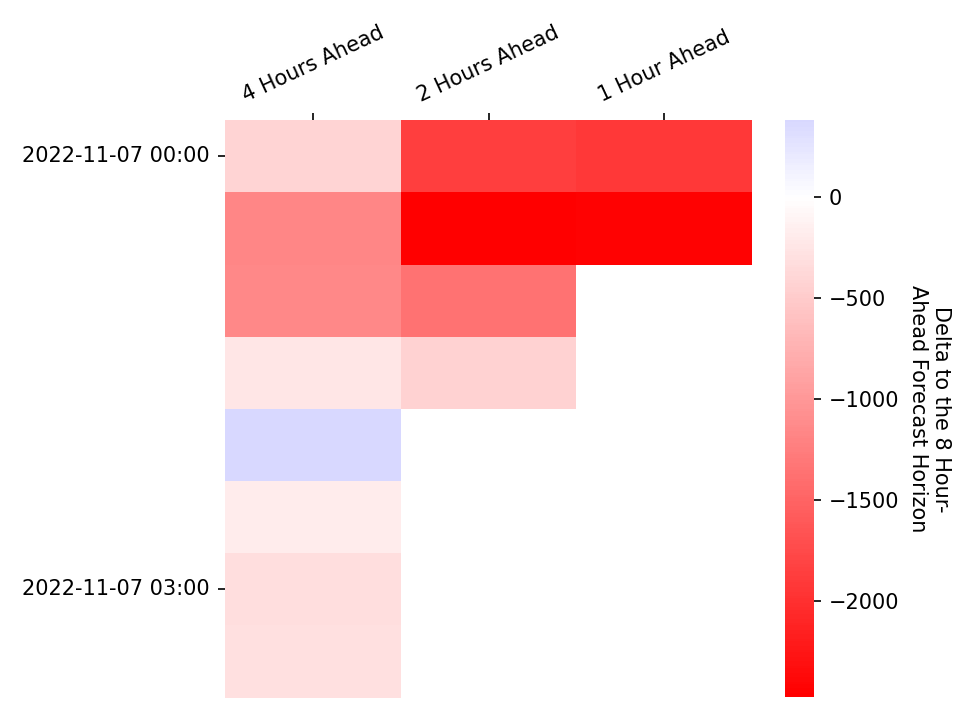 4 Hours Ahead
2 Hours Ahead
1 Hour Ahead
2022-11-07 00:00
2022-11-07 03:00
0
−500
−1000
−1500
−2000
Delta to the 8 Hour-
Ahead Forecast Horizon